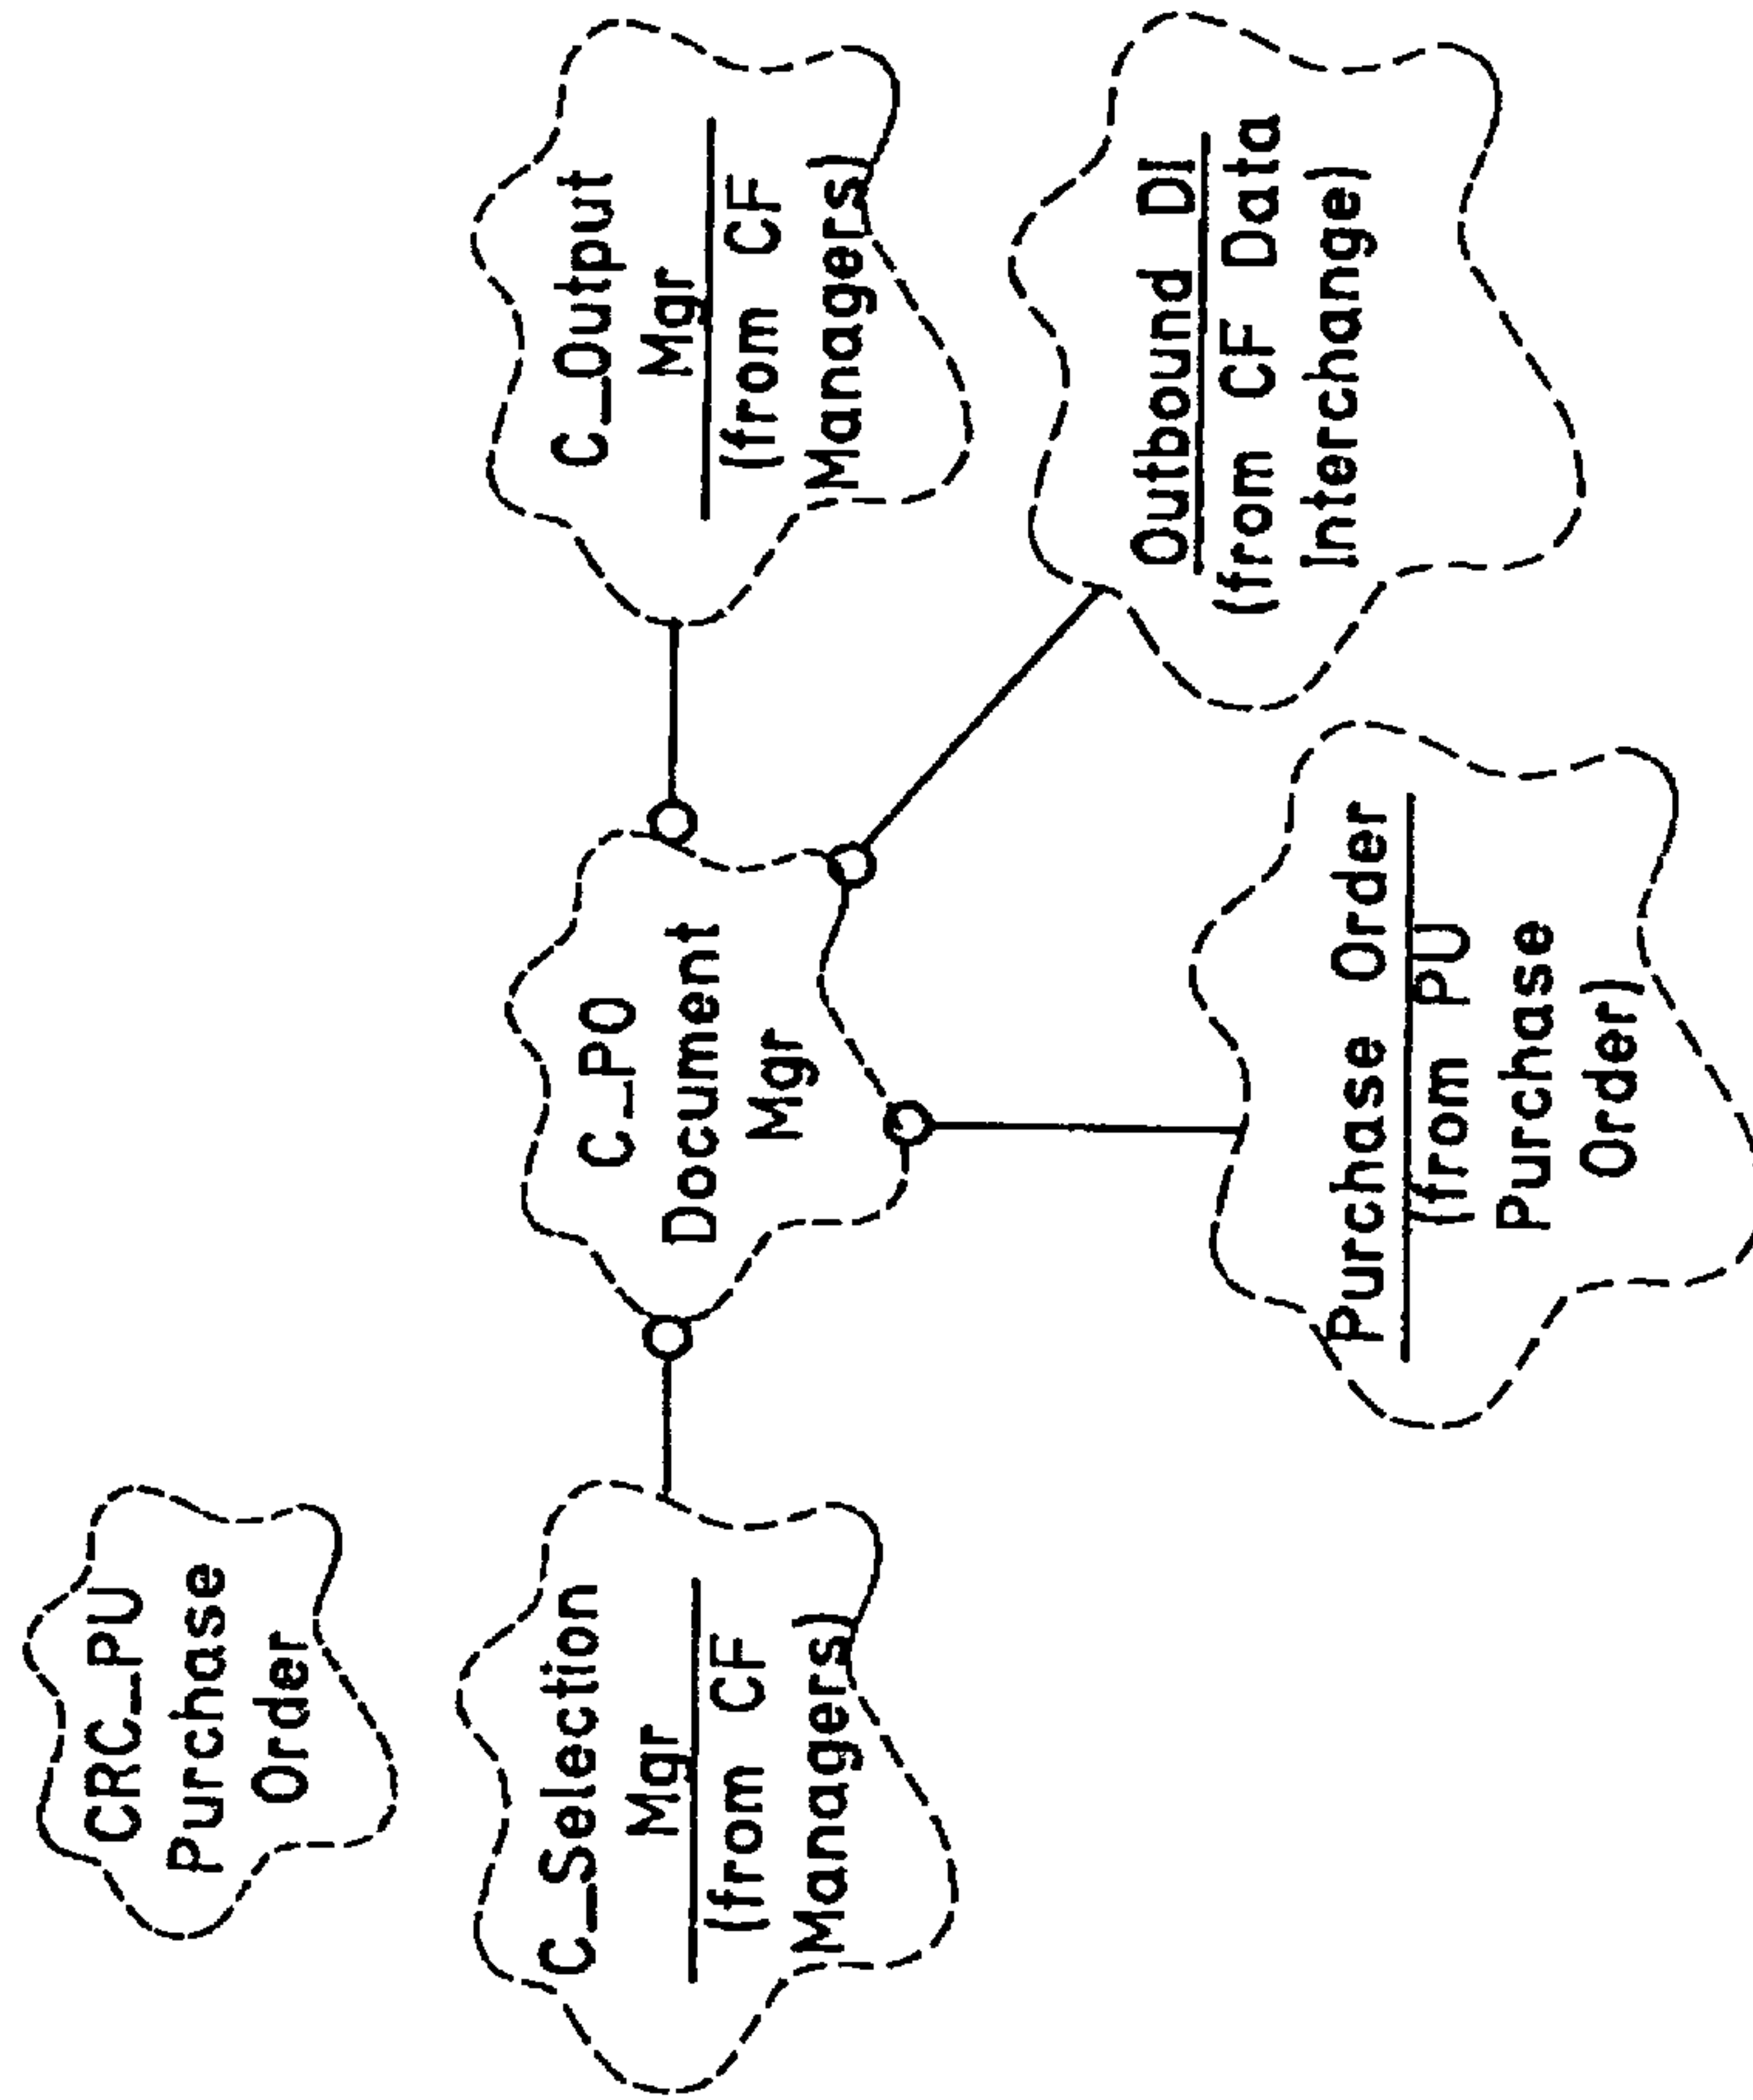 CRC_PU
Purchase
Order
C_Selection
Mgr
(from CF
Managers)
C_PO
Document
Mgr
C_Output
Mgr
(from CF
Managers)
Purchase Order
(from PU
Purchase
Order)
Outbound DI
(from CF Data
Interchange)